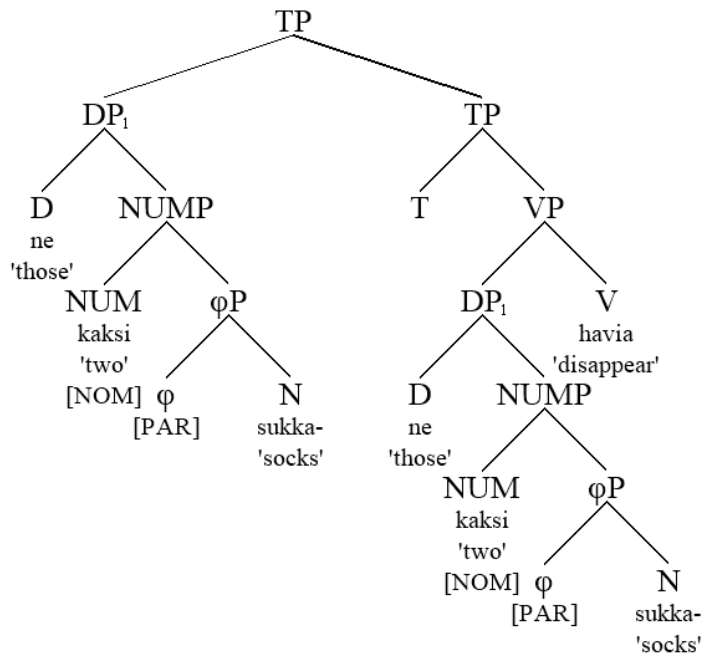 TP
DP₁ TP
D NUMP T VP
ne
'those'
NUM φP DP₁ V
kaksi havia
'two' 'disappear'
[NOM] φ N D NUMP
[PAR] sukka- ne
'socks' 'those'
NUM φP
kaksi
'two'
[NOM] φ N
[PAR] sukka-
'socks'